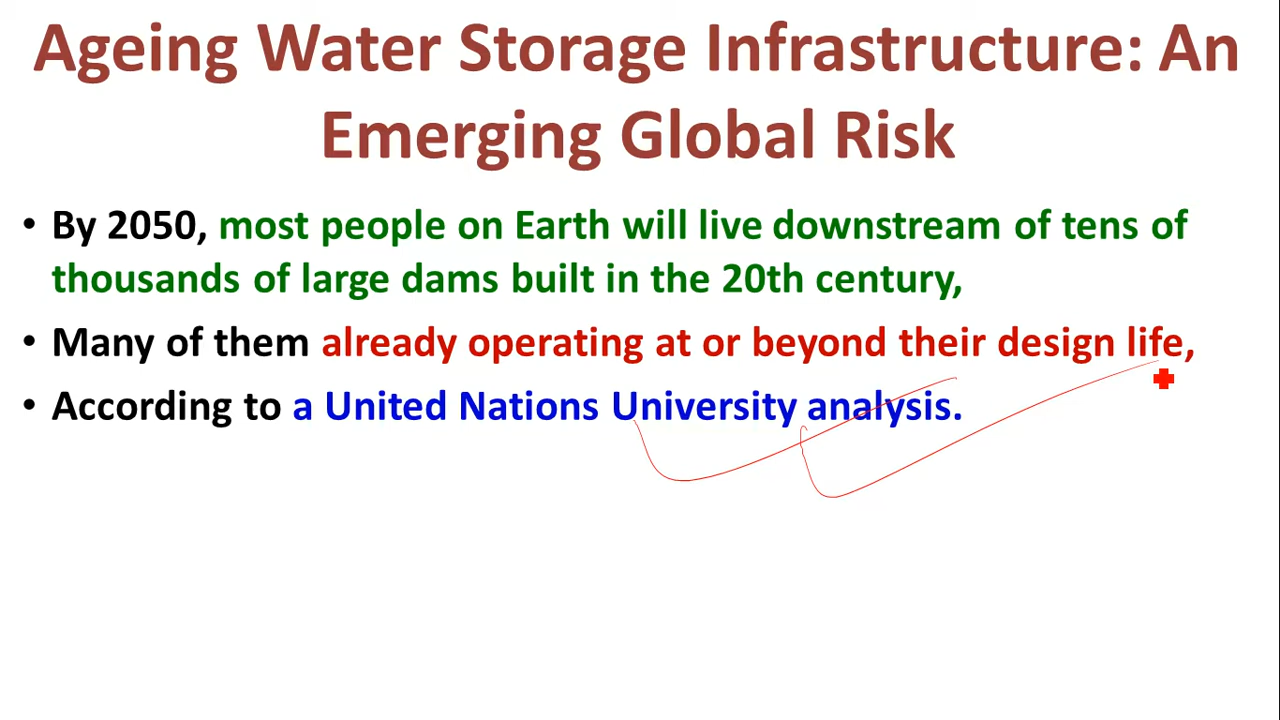 Ageing Water Storage Infrastructure: An
Emerging Global Risk
• By 2050, most people on Earth will live downstream of tens of
thousands of large dams built in the 20th century,
• Many of them already operating at or beyond their design life,
• According to a United Nations University analysis.